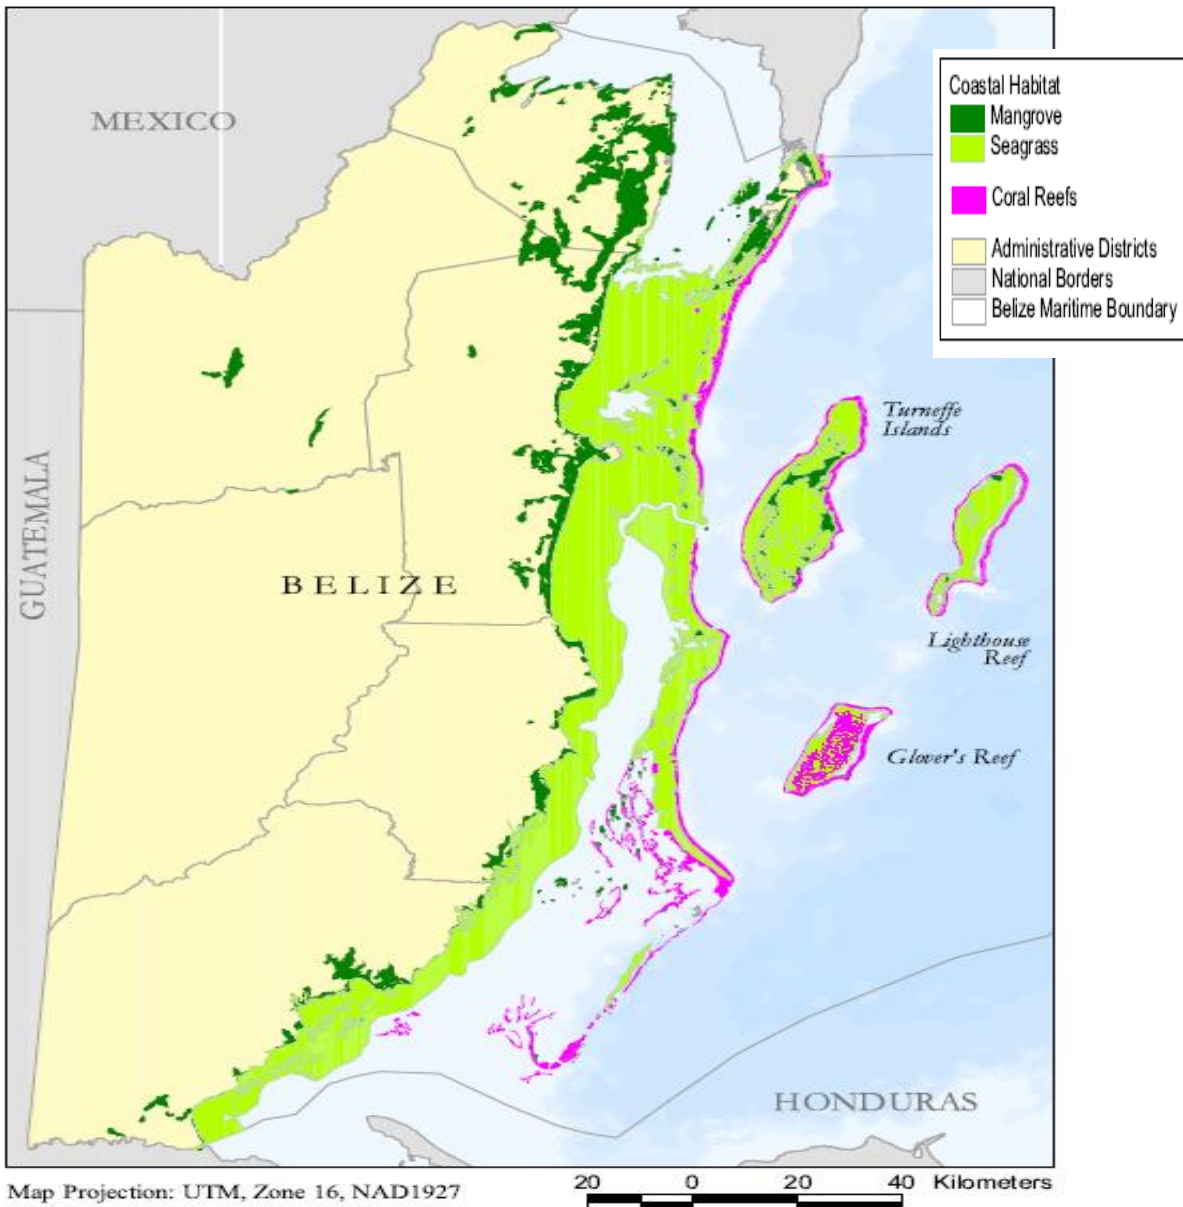 MEXICO
Coastal Habitat
Mangrove
Seagrass
Coral Reefs
Administrative Districts
National Borders
Belize Maritime Boundary
Turneffe
Islands
GUATEMALA
BELIZE
Lighthouse
Reef
Glover's Reef
HONDURAS
Map Projection: UTM, Zone 16, NAD1927
20 0 20 40 Kilometers